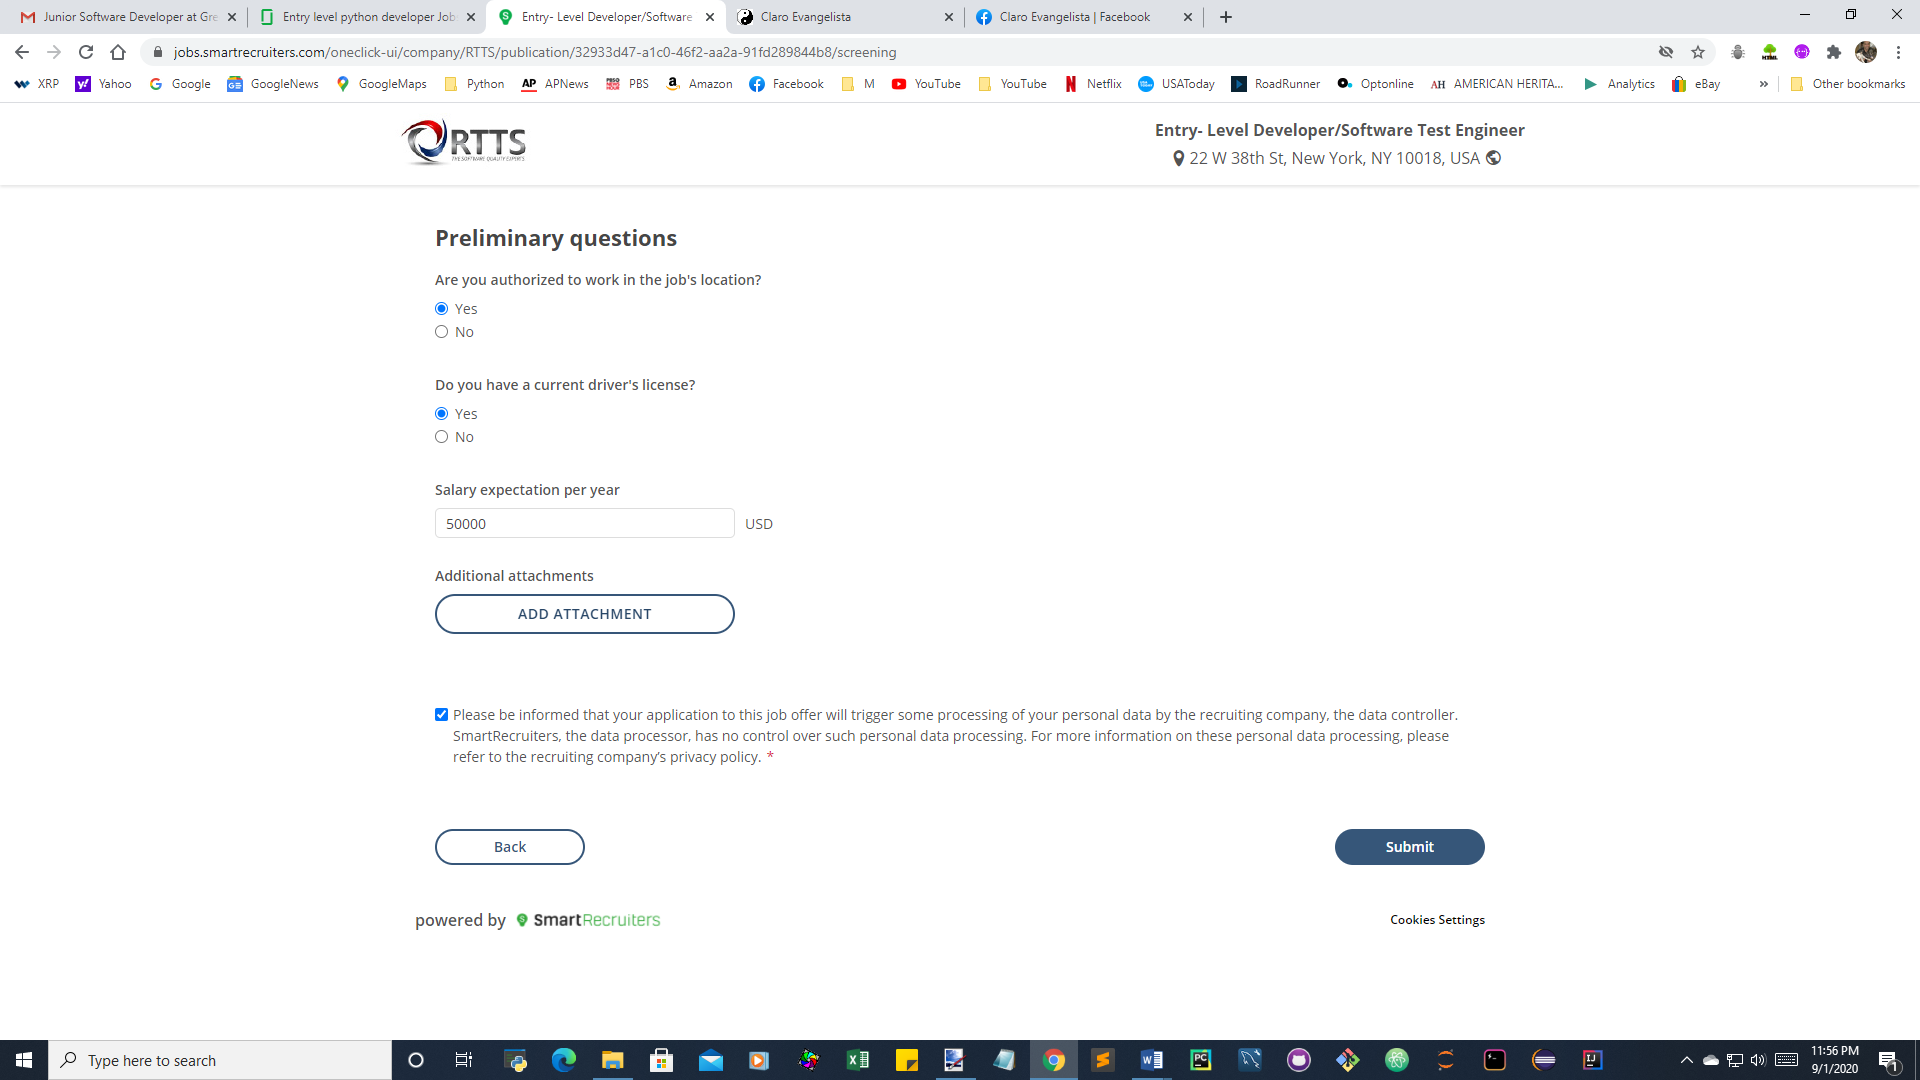 Junior Software Developer at Gre
Entry level python developer Job
Entry- Level Developer/Software
Claro Evangelista
Claro Evangelista | Facebook
jobs.smartrecruiters.com/oneclick-ui/company/RTTS/publication/32933d47-a1c0-46f2-aa2a-91fd289844b8/screening
XRP Yahoo Google GoogleNews GoogleMaps Python APNews PBS Amazon Facebook M YouTube YouTube Netflix USAToday RoadRunner Optonline AMERICAN HERITA... Analytics eBay » Other bookmarks
RTTS
THE SOFTWARE QUALITY EXPERTS
Entry- Level Developer/Software Test Engineer
22 W 38th St, New York, NY 10018, USA
Preliminary questions
Are you authorized to work in the job's location?
Yes
No
Do you have a current driver's license?
Yes
No
Salary expectation per year
50000 USD
Additional attachments
ADD ATTACHMENT
Please be informed that your application to this job offer will trigger some processing of your personal data by the recruiting company, the data controller.
SmartRecruiters, the data processor, has no control over such personal data processing. For more information on these personal data processing, please
refer to the recruiting company’s privacy policy. *
Back
Submit
powered by SmartRecruiters
Cookies Settings
Type here to search
11:56 PM
9/1/2020
1